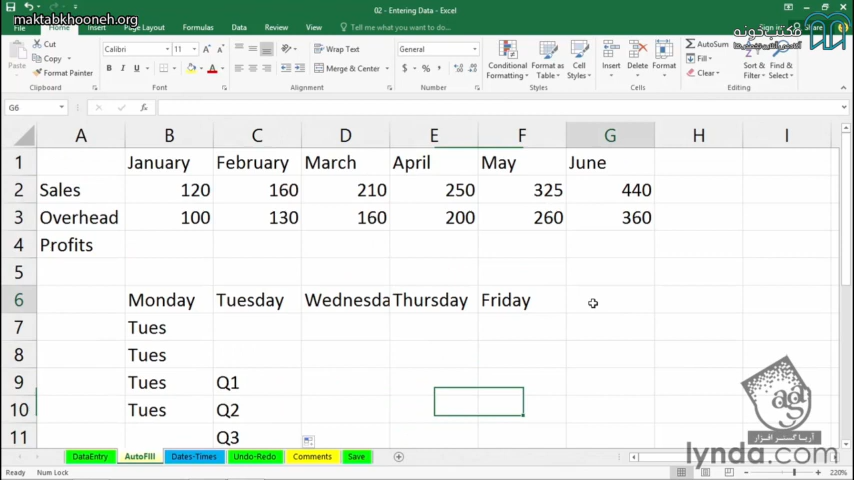 maktabkhooneh.org
02 - Entering Data - Excel
File Home Insert Page Layout Formulas Data Review View Tell me what you want to do...
مکتب‌خونه
Cut
Copy
Format Painter
Paste
Clipboard
Calibri 11
B I U
Font
Wrap Text
Merge & Center
Alignment
General
$ % ,
Number
Conditional Formatting
Format as Table
Cell Styles
Styles
Insert Delete Format
Cells
AutoSum
Fill
Clear
Sort & Filter
Find & Select
Editing
G6
fx
A B C D E F G H I
1 January February March April May June
2 Sales 120 160 210 250 325 440
3 Overhead 100 130 160 200 260 360
4 Profits
5
6 Monday Tuesday Wednesda Thursday Friday
7 Tues
8 Tues
9 Tues Q1
10 Tues Q2
11 Q3
آریا گستر افزار
lynda.com
DataEntry AutoFill Dates-Times Undo-Redo Comments Save
Ready Num Lock 220%